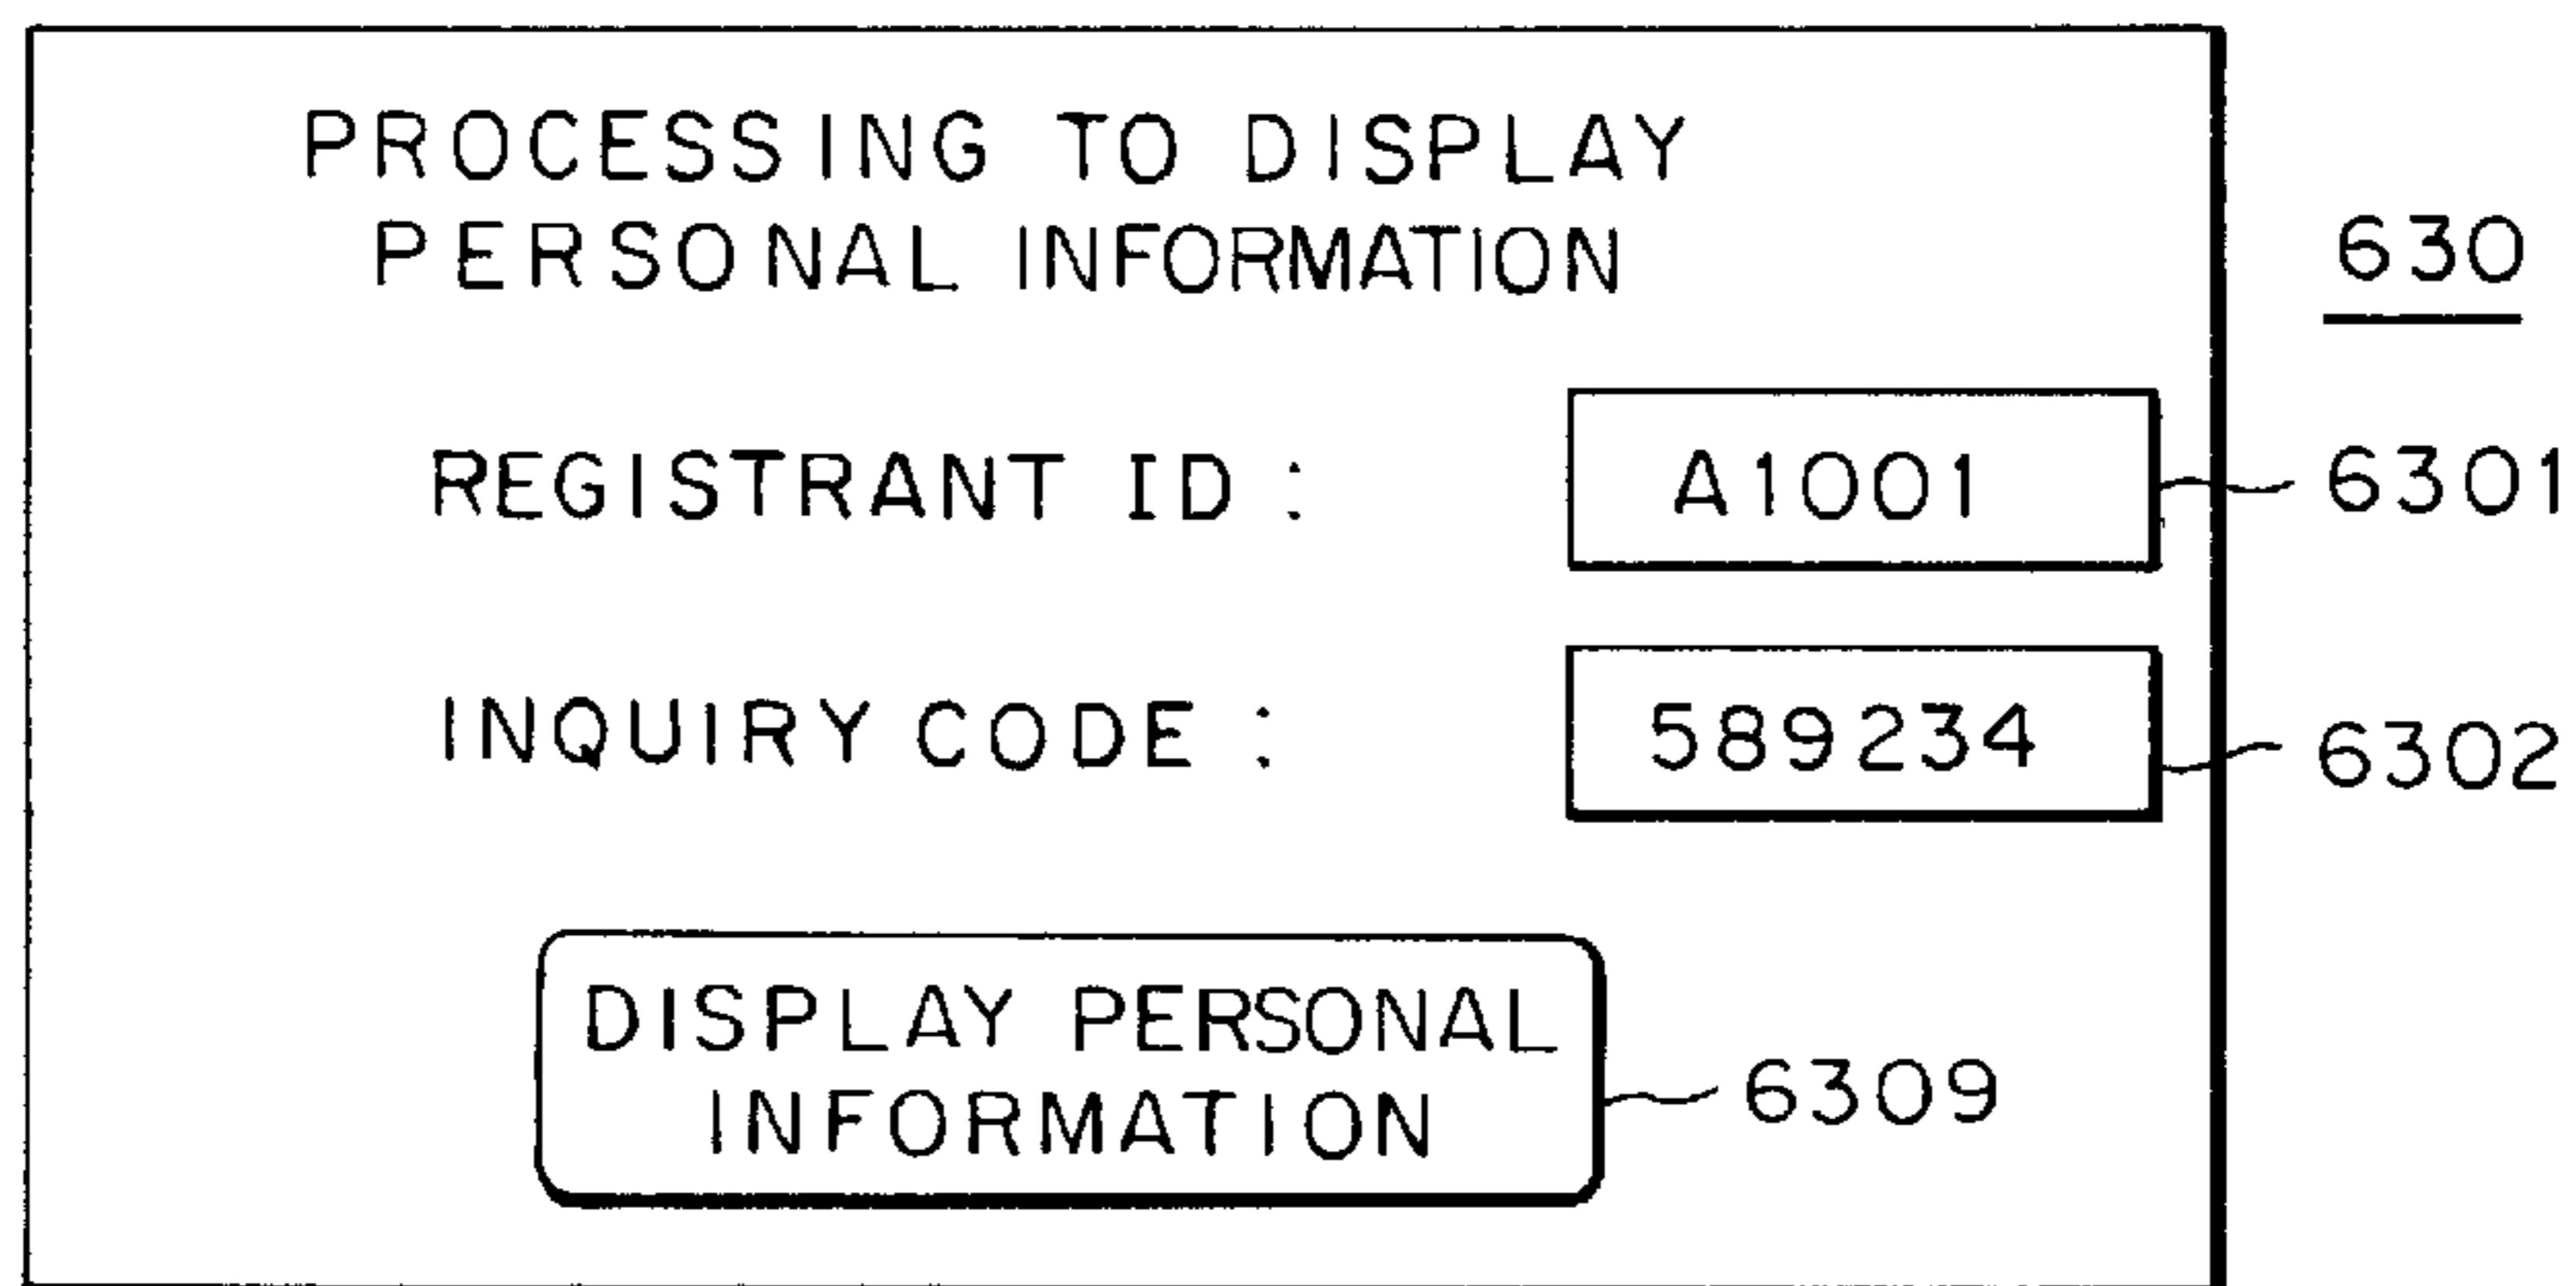 PROCESSING TO DISPLAY
PERSONAL INFORMATION
630
REGISTRANT ID : A1001 6301
INQUIRY CODE : 589234 6302
DISPLAY PERSONAL
INFORMATION
6309